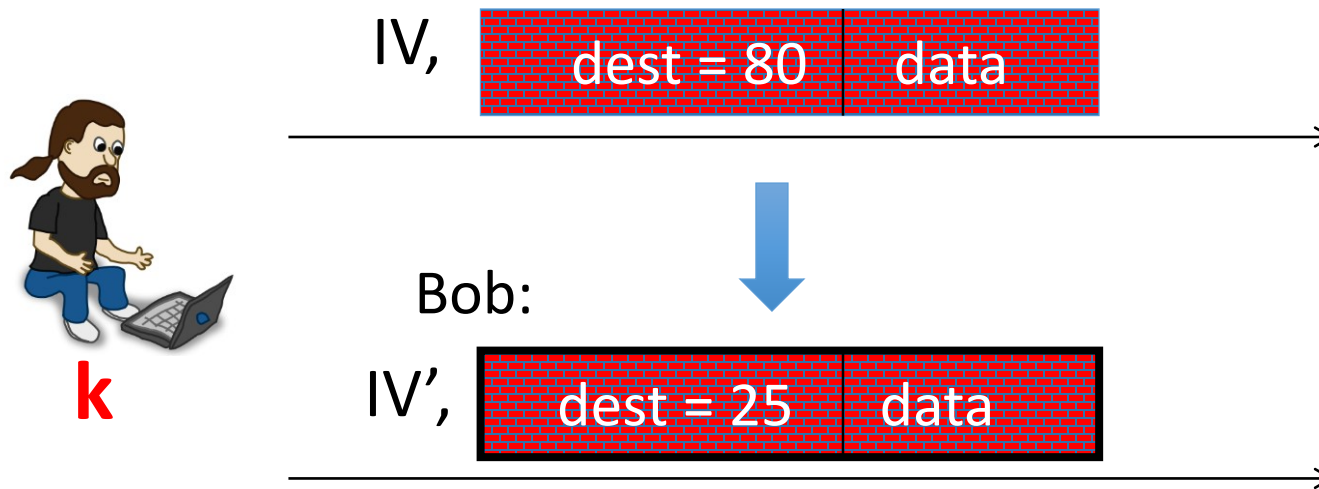 IV, dest = 80 data
Bob:
k
IV’, dest = 25 data